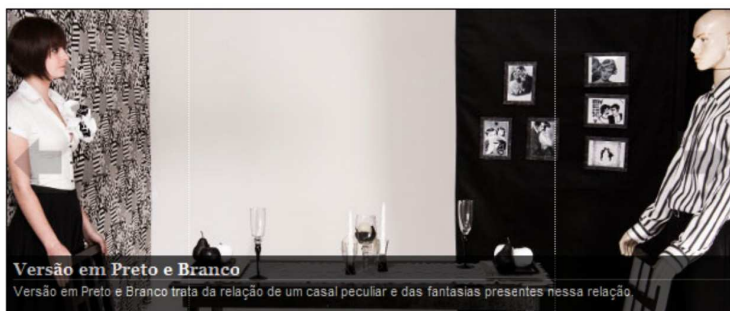 Versão em Preto e Branco
Versão em Preto e Branco trata da relação de um casal peculiar e das fantasias presentes nessa relação.